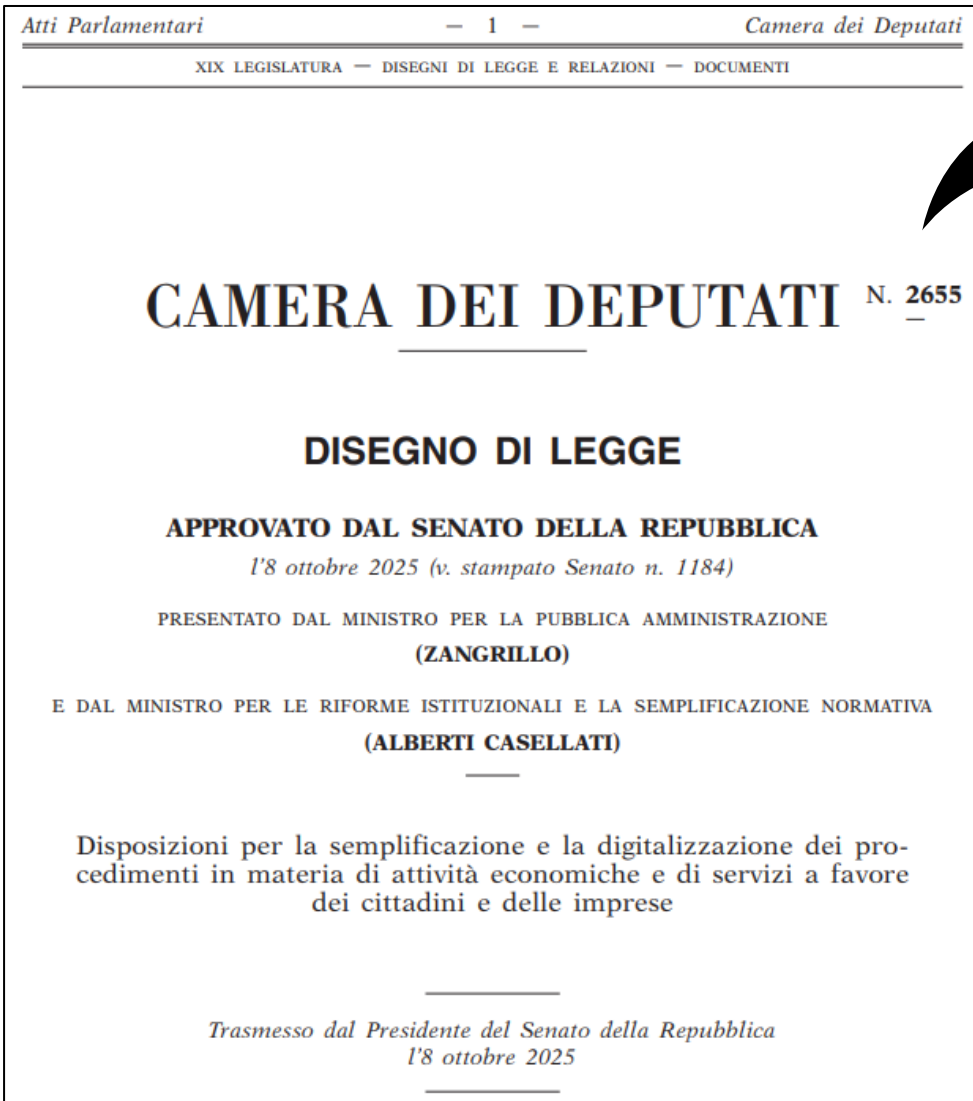 Atti Parlamentari — 1 — Camera dei Deputati
XIX LEGISLATURA — DISEGNI DI LEGGE E RELAZIONI — DOCUMENTI
CAMERA DEI DEPUTATI N. 2655
DISEGNO DI LEGGE
APPROVATO DAL SENATO DELLA REPUBBLICA
l'8 ottobre 2025 (v. stampato Senato n. 1184)
PRESENTATO DAL MINISTRO PER LA PUBBLICA AMMINISTRAZIONE
(ZANGRILLO)
E DAL MINISTRO PER LE RIFORME ISTITUZIONALI E LA SEMPLIFICAZIONE NORMATIVA
(ALBERTI CASELLATI)
Disposizioni per la semplificazione e la digitalizzazione dei pro-
cedimenti in materia di attività economiche e di servizi a favore
dei cittadini e delle imprese
Trasmesso dal Presidente del Senato della Repubblica
l'8 ottobre 2025